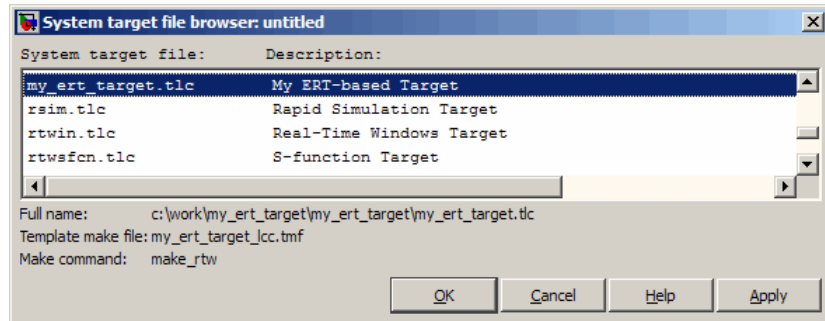 System target file browser: untitled
System target file: Description:
my_ert_target.tlc My ERT-based Target
rsim.tlc Rapid Simulation Target
rtwin.tlc Real-Time Windows Target
rtwsfcn.tlc S-function Target
Full name: c:\work\my_ert_target\my_ert_target\my_ert_target.tlc
Template make file: my_ert_target_lcc.tmf
Make command: make_rtw
OK Cancel Help Apply